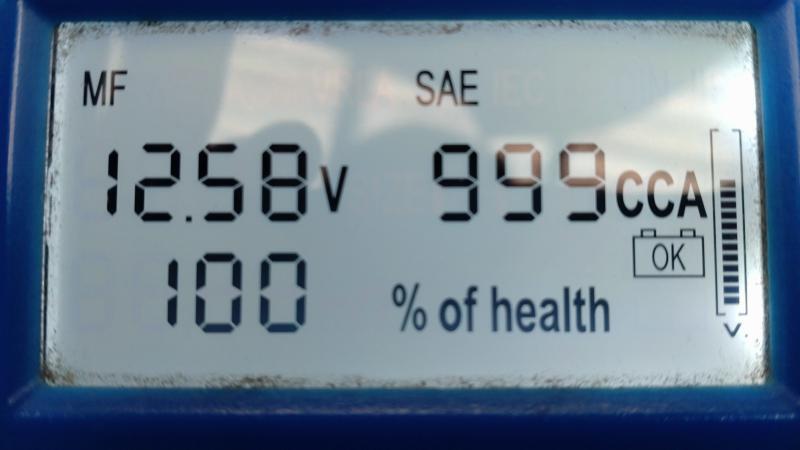 MF SAE
12.58V 999CCA
OK
100 % of health
V